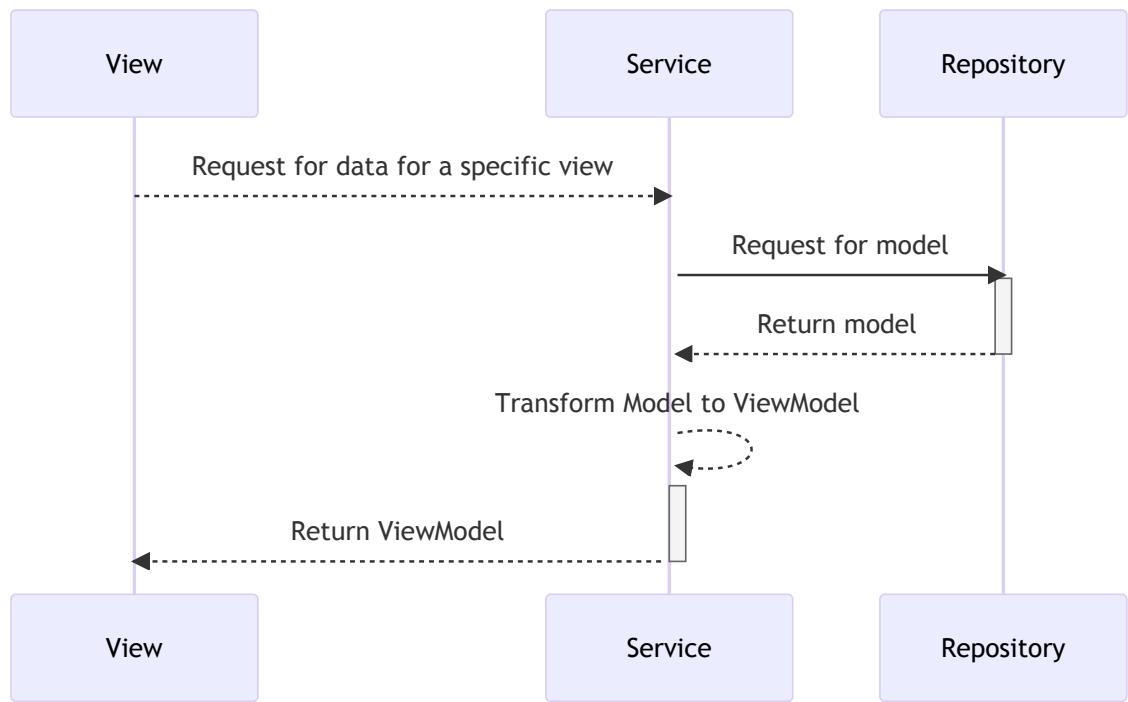 View
Service
Repository
Request for data for a specific view
Request for model
Return model
Transform Model to ViewModel
Return ViewModel
View
Service
Repository